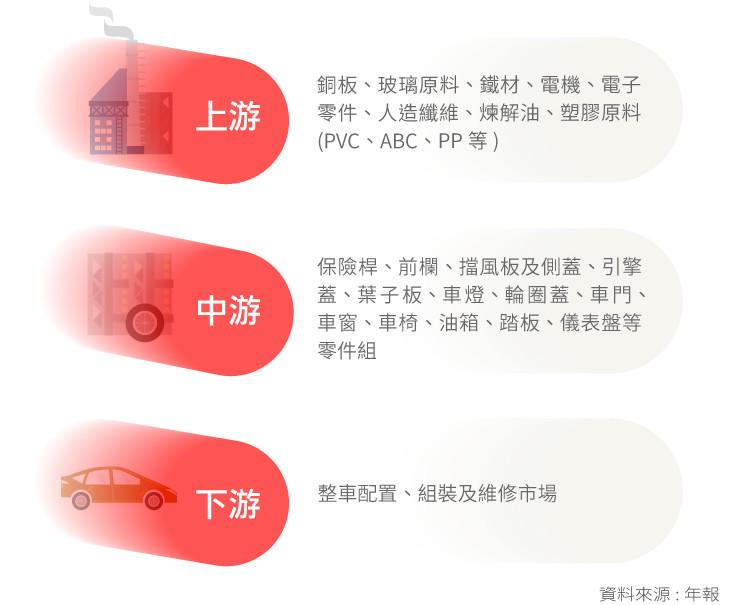 上游
銅板、玻璃原料、鐵材、電機、電子
零件、人造纖維、煉解油、塑膠原料
(PVC、ABC、PP 等 )
中游
保險桿、前欄、擋風板及側蓋、引擎
蓋、葉子板、車燈、輪圈蓋、車門、
車窗、車椅、油箱、踏板、儀表盤等
零件組
下游
整車配置、組裝及維修市場
資料來源 : 年報